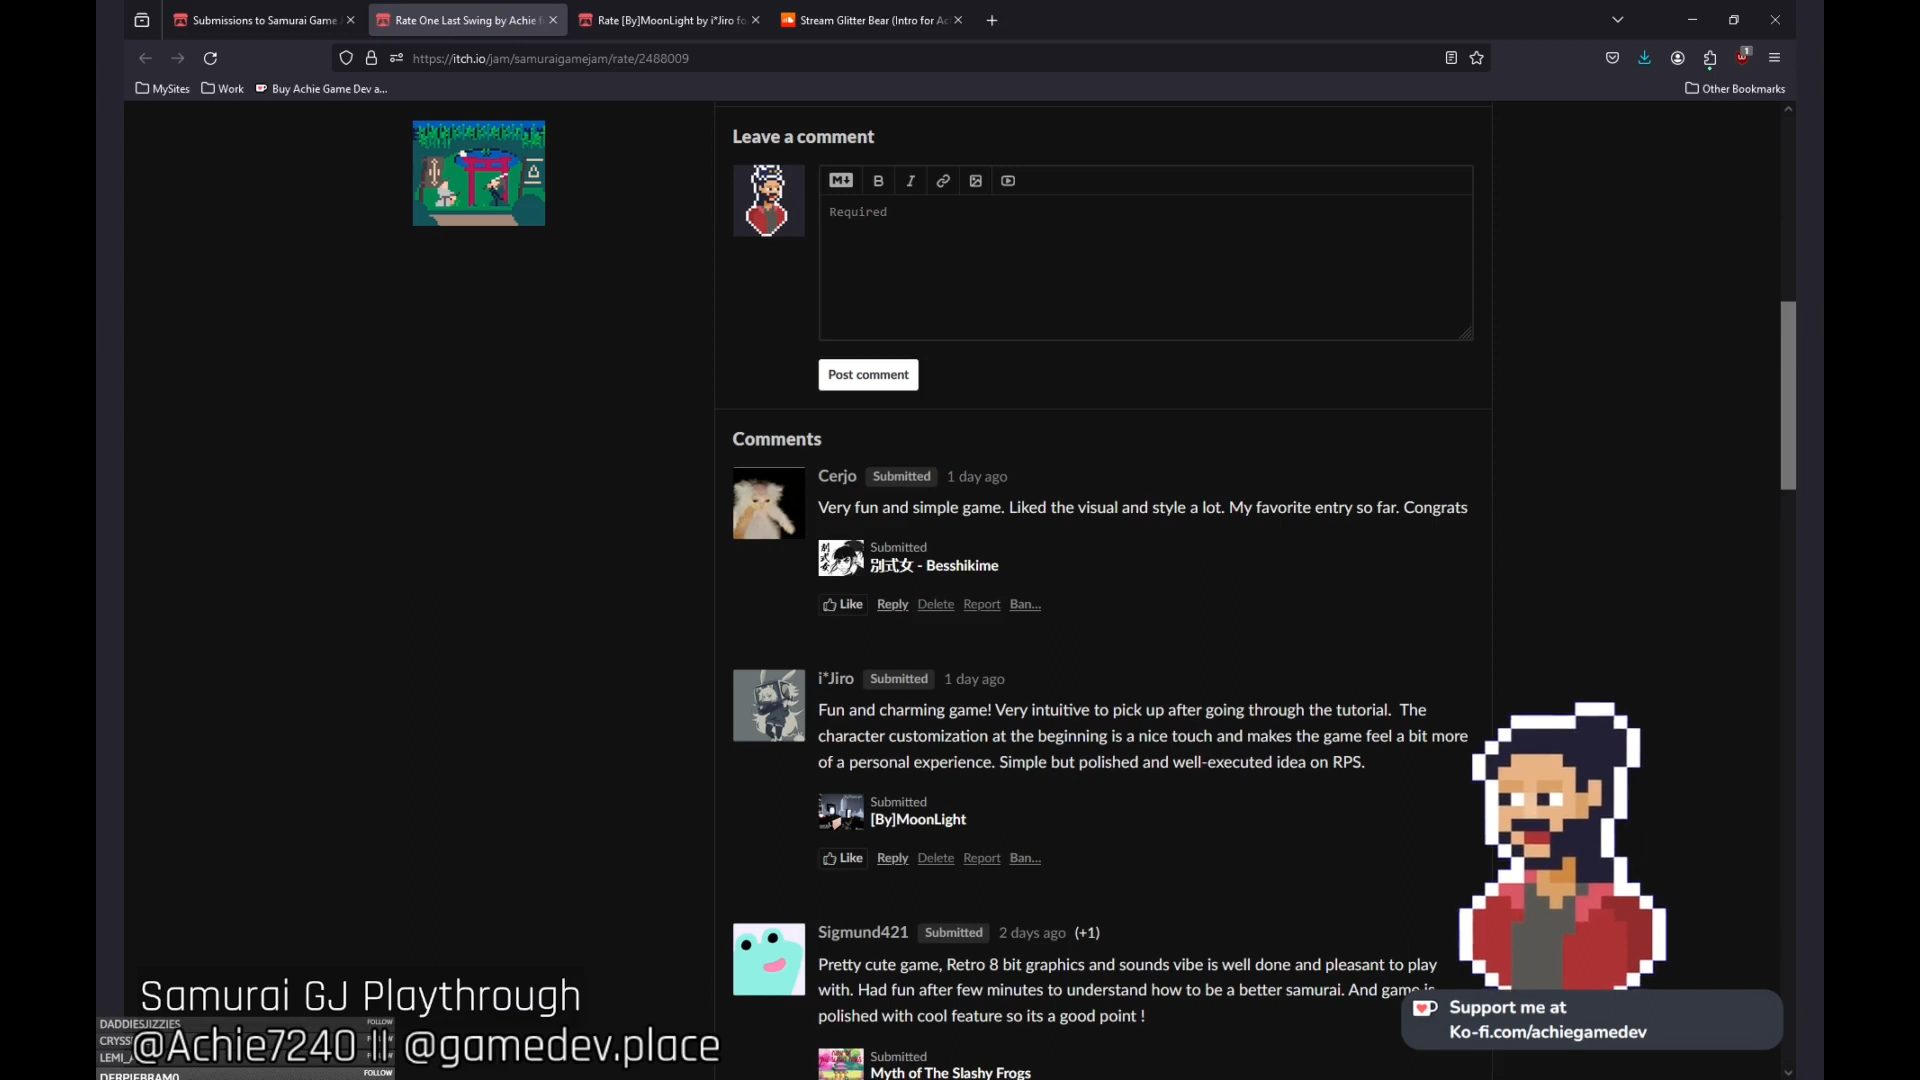 Submissions to Samurai Game J
Rate One Last Swing by Achie f
Rate [By]MoonLight by i*Jiro fo
Stream Glitter Bear (Intro for Ac
https://itch.io/jam/samuraigamejam/rate/2488009
1
MySites
Work
Buy Achie Game Dev a...
Other Bookmarks
Leave a comment
M
B
I
Required
Post comment
Comments
Cerjo Submitted 1 day ago
Very fun and simple game. Liked the visual and style a lot. My favorite entry so far. Congrats
Submitted
別式女 - Besshikime
Like Reply Delete Report Ban...
i*Jiro Submitted 1 day ago
Fun and charming game! Very intuitive to pick up after going through the tutorial. The
character customization at the beginning is a nice touch and makes the game feel a bit more
of a personal experience. Simple but polished and well-executed idea on RPS.
Submitted
[By]MoonLight
Like Reply Delete Report Ban...
Sigmund421 Submitted 2 days ago (+1)
Pretty cute game, Retro 8 bit graphics and sounds vibe is well done and pleasant to play
with. Had fun after few minutes to understand how to be a better samurai. And game is
polished with cool feature so its a good point !
Submitted
Myth of The Slashy Frogs
Samurai GJ Playthrough
@Achie7240 || @gamedev.place
DADDIESJIZZIES FOLLOW
DERPIEBRAM0 FOLLOW
Support me at
Ko-fi.com/achiegamedev